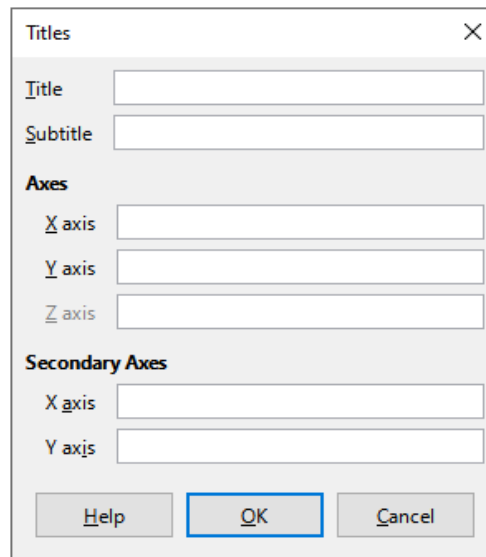 Titles
Title
Subtitle
Axes
X axis
Y axis
Z axis
Secondary Axes
X axis
Y axis
Help OK Cancel